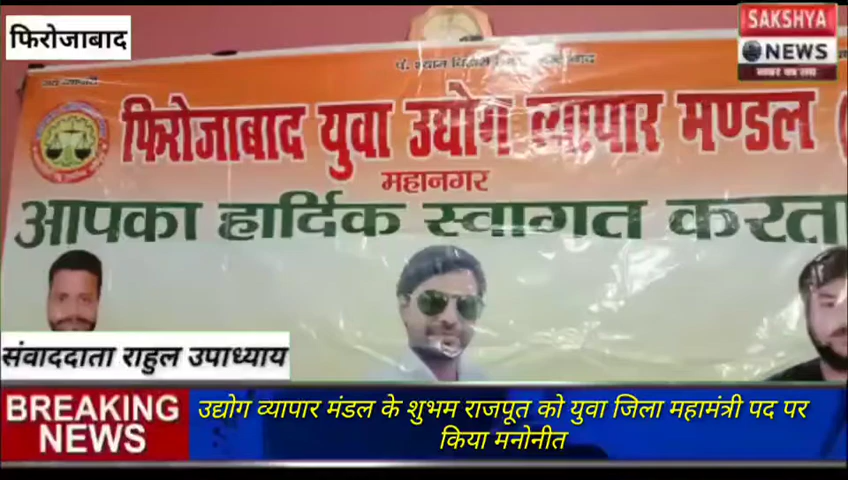 फिरोजाबाद
SAKSHYA
NEWS
फिरोजाबाद युवा उद्योग व्यापार मण्डल
महानगर
आपका हार्दिक स्वागत करता
संवाददाता राहुल उपाध्याय
BREAKING
NEWS
उद्योग व्यापार मंडल के शुभम राजपूत को युवा जिला महामंत्री पद पर
किया मनोनीत